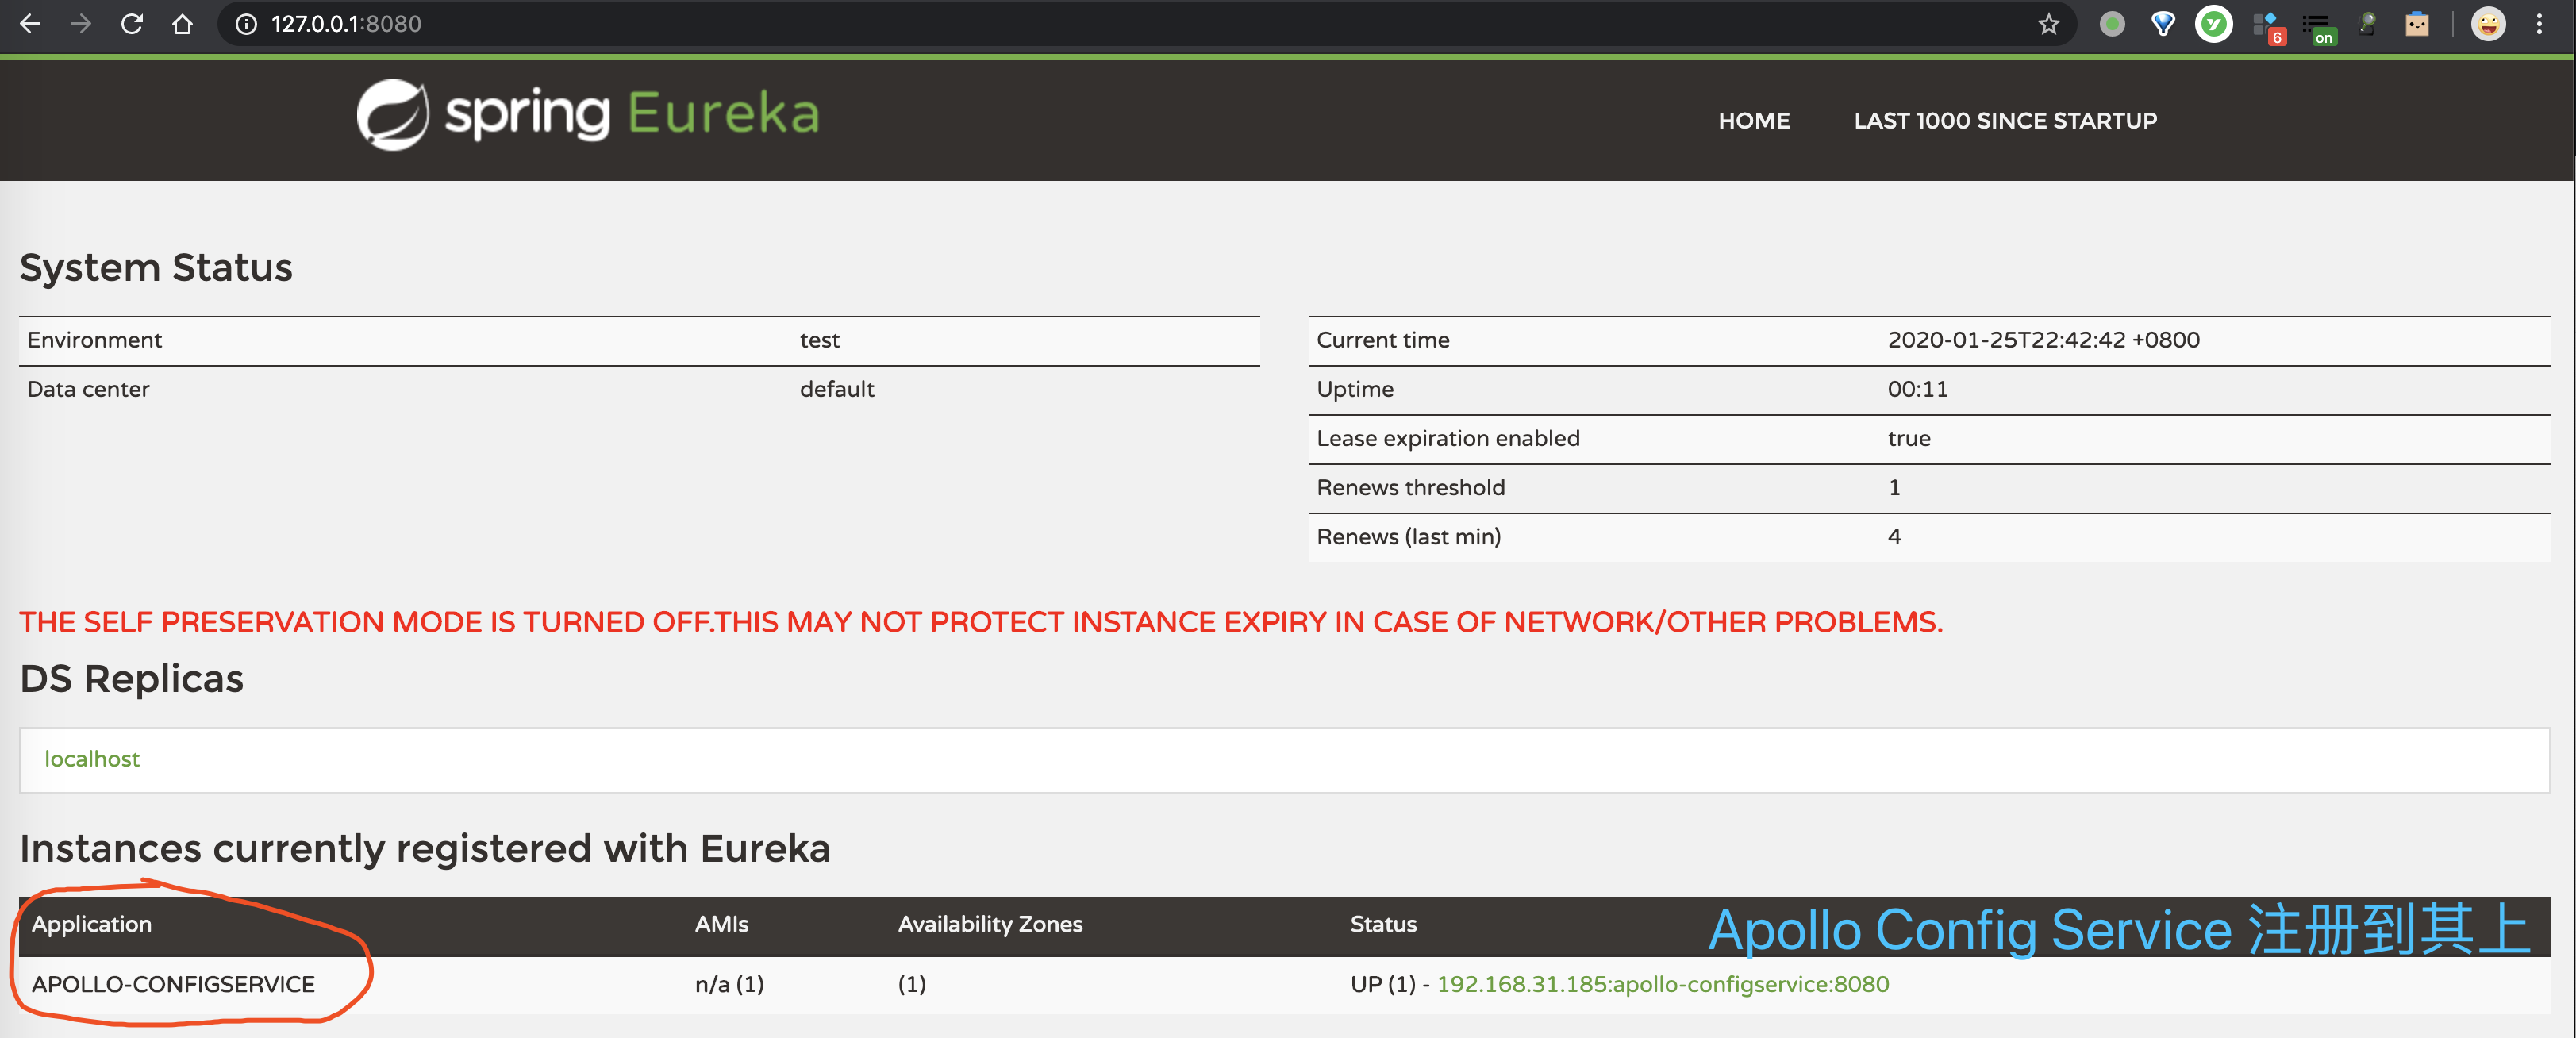 127.0.0.1:8080
6
on
spring Eureka
HOME LAST 1000 SINCE STARTUP
System Status
Environment test
Data center default
Current time 2020-01-25T22:42:42 +0800
Uptime 00:11
Lease expiration enabled true
Renews threshold 1
Renews (last min) 4
THE SELF PRESERVATION MODE IS TURNED OFF.THIS MAY NOT PROTECT INSTANCE EXPIRY IN CASE OF NETWORK/OTHER PROBLEMS.
DS Replicas
localhost
Instances currently registered with Eureka
Application AMIs Availability Zones Status
Apollo Config Service 注册到其上
APOLLO-CONFIGSERVICE n/a (1) (1) UP (1) - 192.168.31.185:apollo-configservice:8080